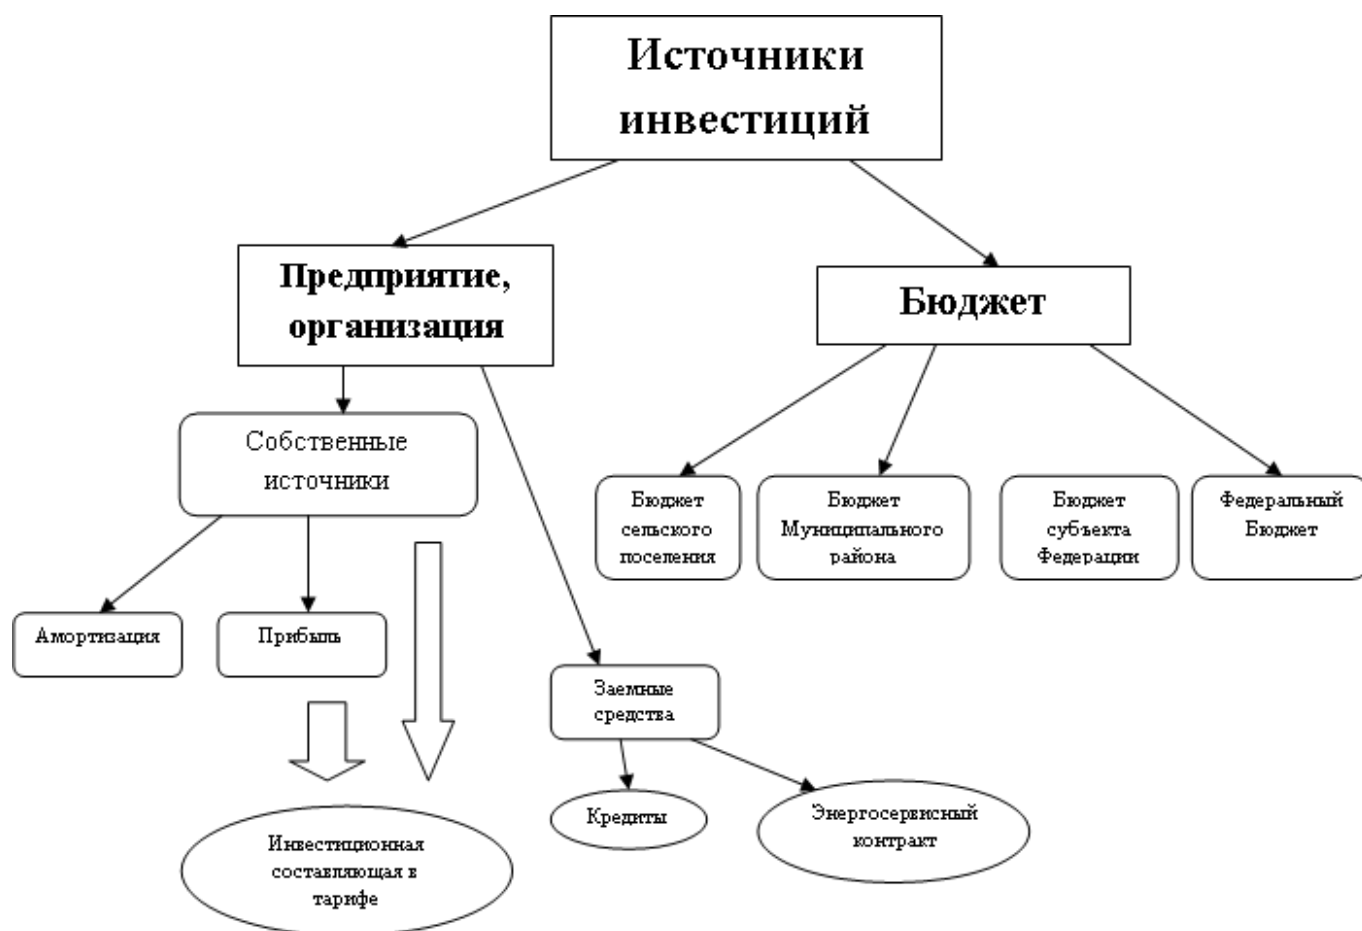 Источники
инвестиций
Предприятие,
организация
Бюджет
Собственные
источники
Бюджет
сельского
поселения
Бюджет
Муниципального
района
Бюджет
субъекта
Федерации
Федеральный
Бюджет
Амортизация
Прибыль
Заемные
средства
Кредиты
Энергосервисный
контракт
Инвестиционная
составляющая в
тарифе